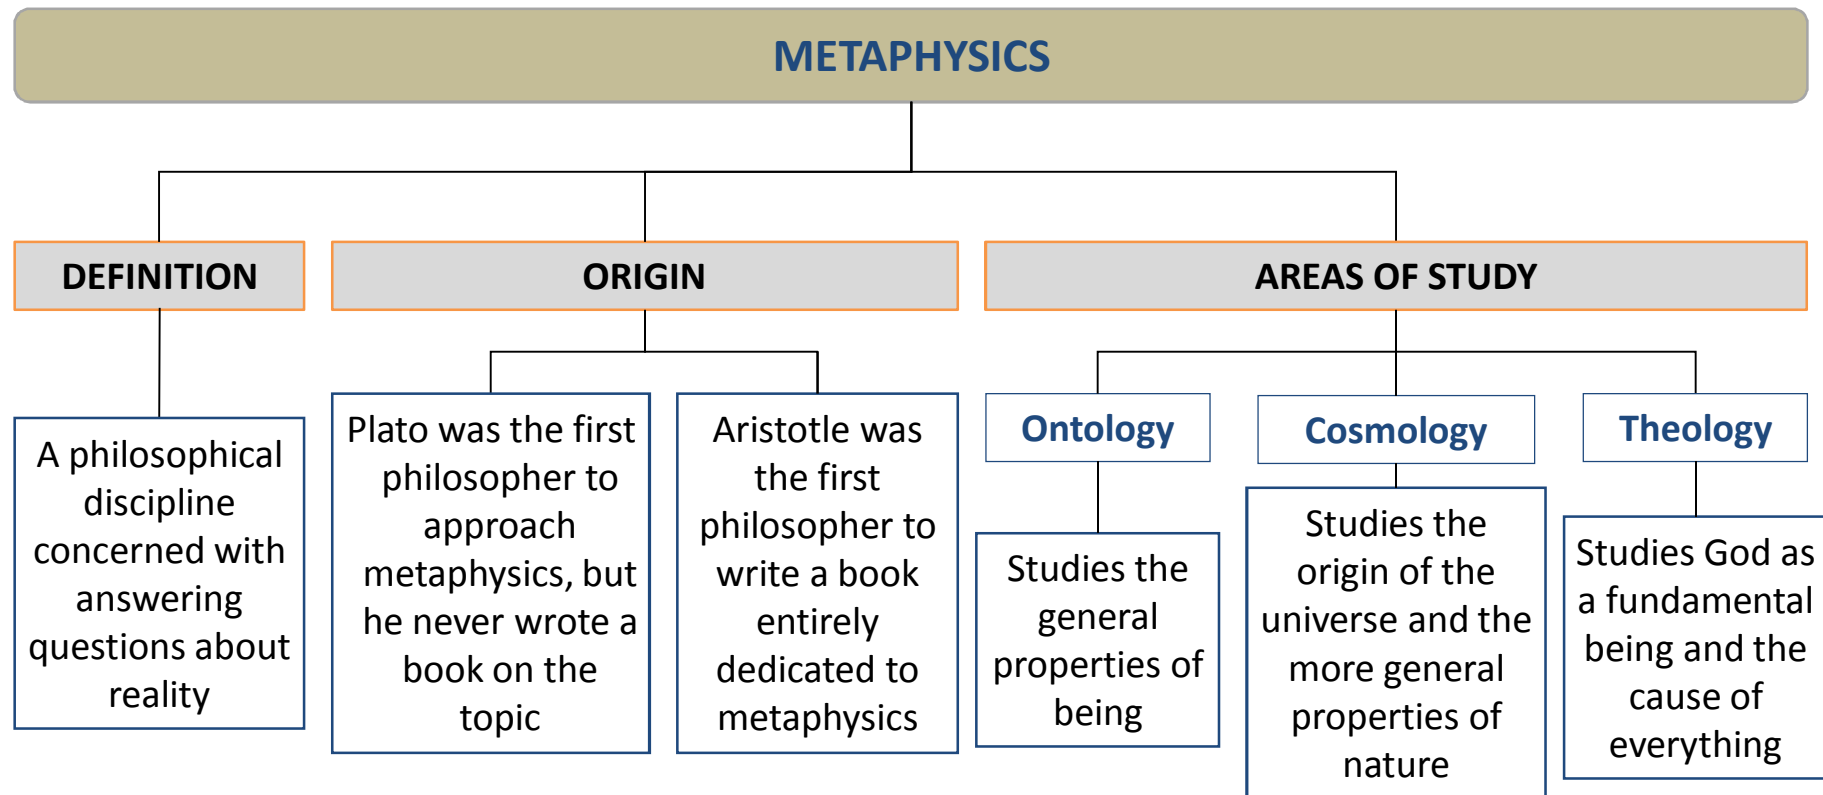 METAPHYSICS
DEFINITION
A philosophical
discipline
concerned with
answering
questions about
reality
ORIGIN
Plato was the first
philosopher to
approach
metaphysics, but
he never wrote a
book on the
topic
Aristotle was
the first
philosopher to
write a book
entirely
dedicated to
metaphysics
AREAS OF STUDY
Ontology
Studies the
general
properties of
being
Cosmology
Studies the
origin of the
universe and the
more general
properties of
nature
Theology
Studies God as
a fundamental
being and the
cause of
everything